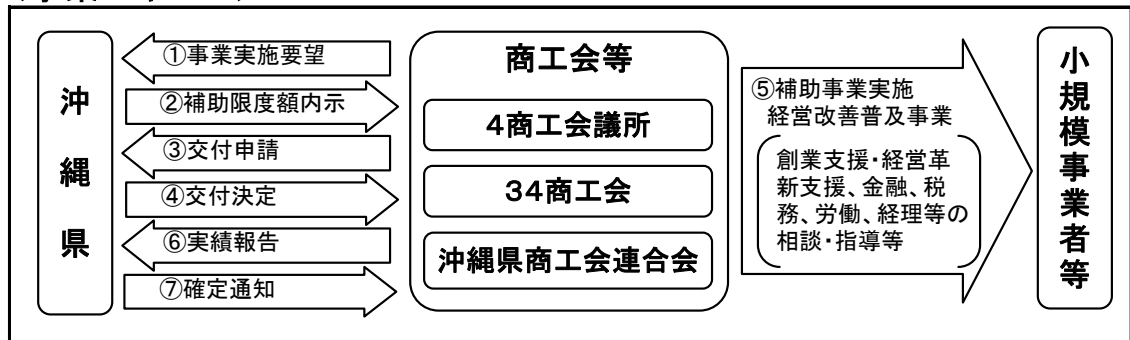 沖縄県
①事業実施要望
②補助限度額内示
③交付申請
④交付決定
⑥実績報告
⑦確定通知
商工会等
4商工会議所
34商工会
沖縄県商工会連合会
⑤補助事業実施
経営改善普及事業
創業支援・経営革
新支援、金融、税
務、労働、経理等の
相談・指導等
小規模事業者等